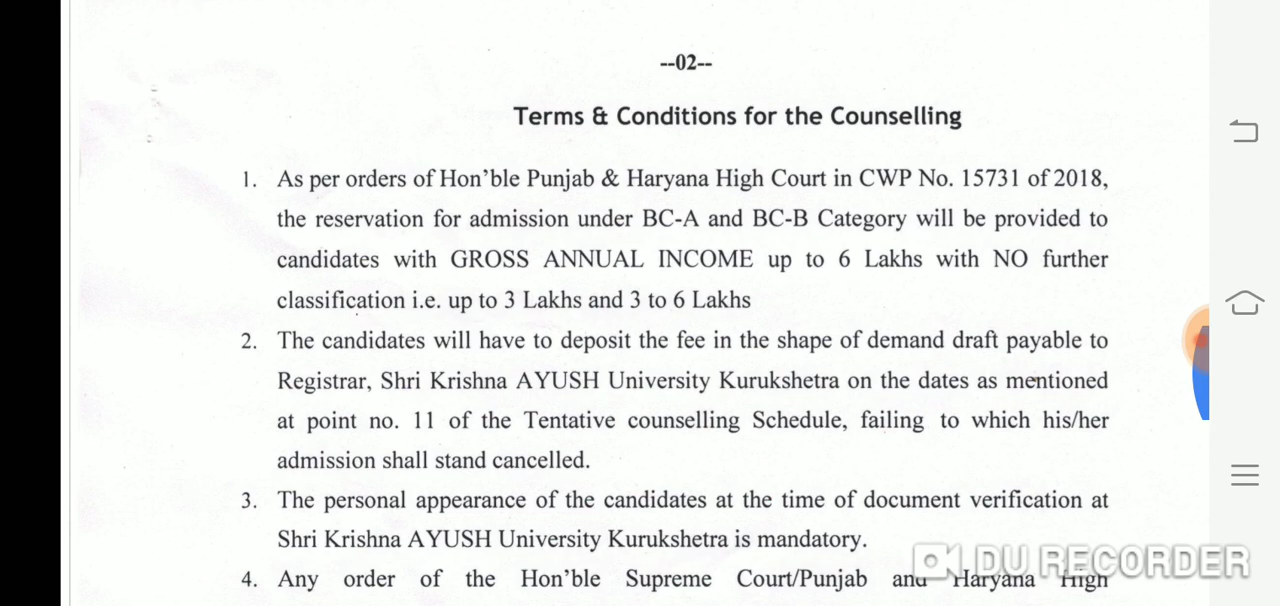 --02--
Terms & Conditions for the Counselling
1. As per orders of Hon'ble Punjab & Haryana High Court in CWP No. 15731 of 2018,
the reservation for admission under BC-A and BC-B Category will be provided to
candidates with GROSS ANNUAL INCOME up to 6 Lakhs with NO further
classification i.e. up to 3 Lakhs and 3 to 6 Lakhs
2. The candidates will have to deposit the fee in the shape of demand draft payable to
Registrar, Shri Krishna AYUSH University Kurukshetra on the dates as mentioned
at point no. 11 of the Tentative counselling Schedule, failing to which his/her
admission shall stand cancelled.
3. The personal appearance of the candidates at the time of document verification at
Shri Krishna AYUSH University Kurukshetra is mandatory.
4. Any order of the Hon'ble Supreme Court/Punjab and Haryana High
DU RECORDER